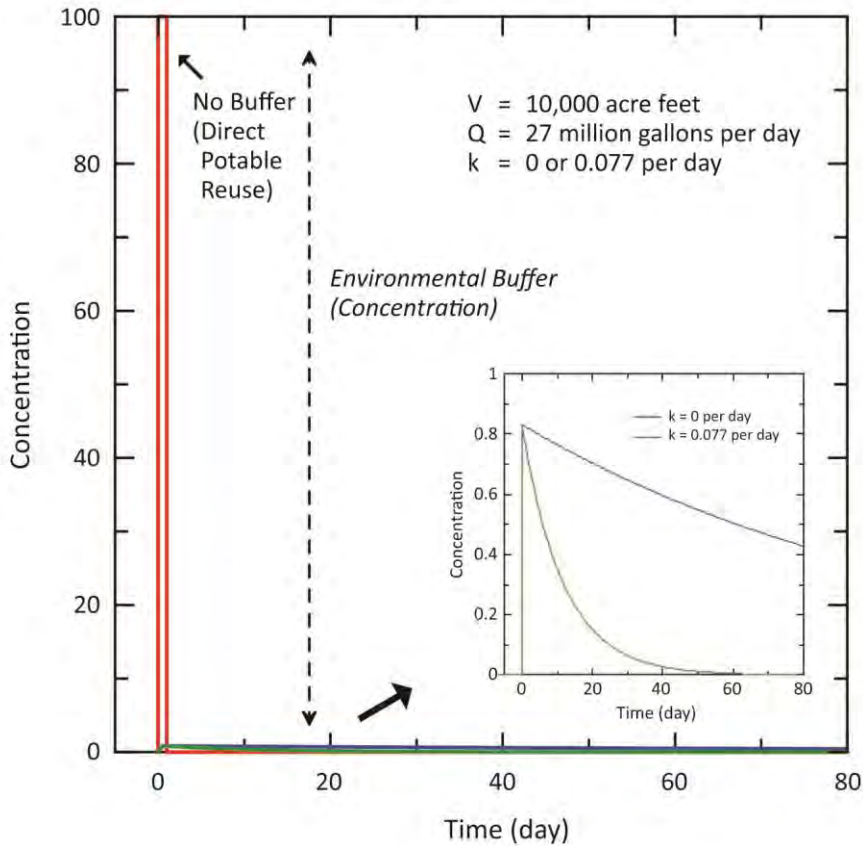 100
80
60
40
20
0
Concentration
No Buffer
(Direct
Potable
Reuse)
V = 10,000 acre feet
Q = 27 million gallons per day
k = 0 or 0.077 per day
Environmental Buffer
(Concentration)
1
0.8
0.6
0.4
0.2
0
Concentration
k = 0 per day
k = 0.077 per day
0 20 40 60 80
Time (day)
0 20 40 60 80
Time (day)